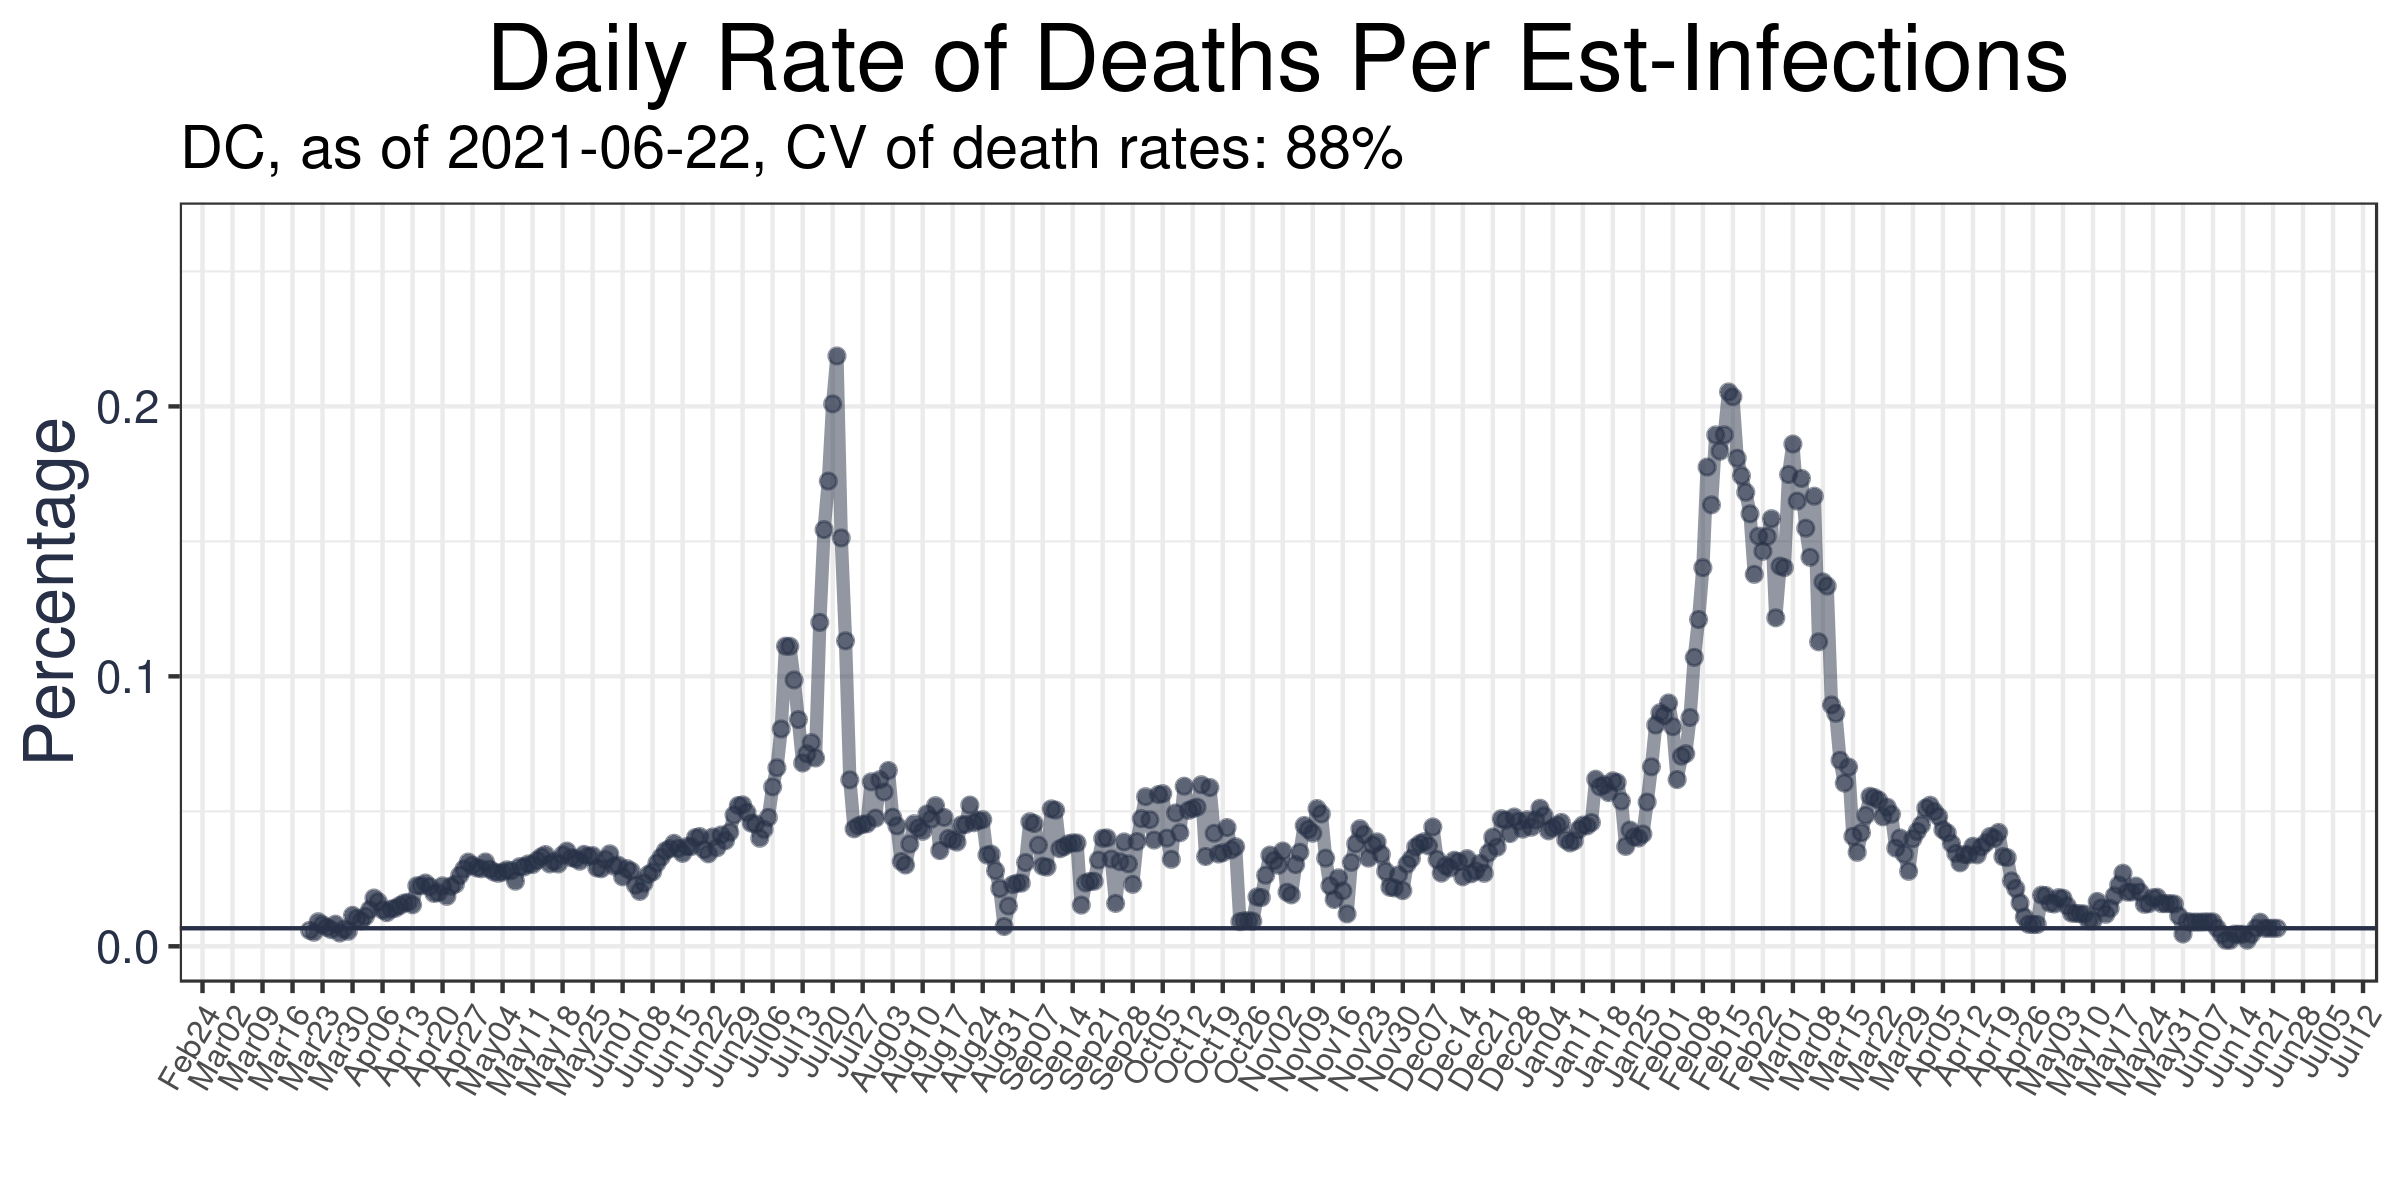 Daily Rate of Deaths Per Est-Infections
DC, as of 2021-06-22, CV of death rates: 88%
Percentage
0.2
0.1
0.0
Feb24
Mar02
Mar09
Mar16
Mar23
Mar30
Apr06
Apr13
Apr20
Apr27
May04
May11
May18
May25
Jun01
Jun08
Jun15
Jun22
Jun29
Jul06
Jul13
Jul20
Jul27
Aug03
Aug10
Aug17
Aug24
Aug31
Sep07
Sep14
Sep21
Sep28
Oct05
Oct12
Oct19
Oct26
Nov02
Nov09
Nov16
Nov23
Nov30
Dec07
Dec14
Dec21
Dec28
Dec04
Jan11
Jan18
Jan25
Feb01
Feb08
Feb15
Feb22
Mar01
Mar08
Mar15
Mar22
Mar29
Apr05
Apr12
Apr19
Apr26
May03
May10
May17
May24
May31
May07
Jun14
Jun21
Jun28
Jul05
Jul12